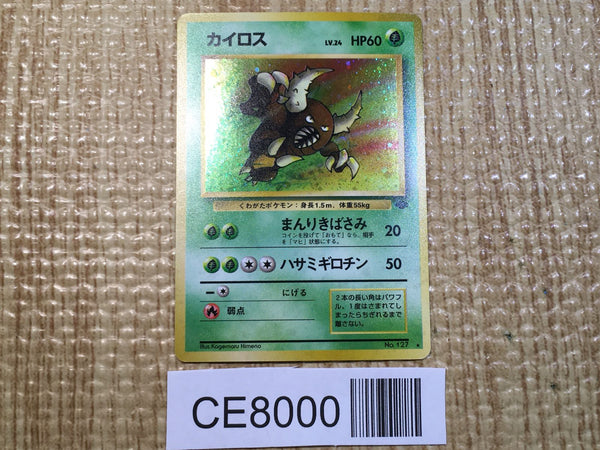 カイロス LV.24 HP60
くわがたポケモン：身長1.5m、体重55kg
まんりきばさみ 20
コインを投げて「おもて」なら、相手
を「マヒ」状態にする。
ハサミギロチン 50
にげる
弱点
2本の長い角はパワフ
ル、1度はさまれてし
まったらちぎれるまで
離さない。
Illus. Kagemaru Himeno
No. 127
CE8000